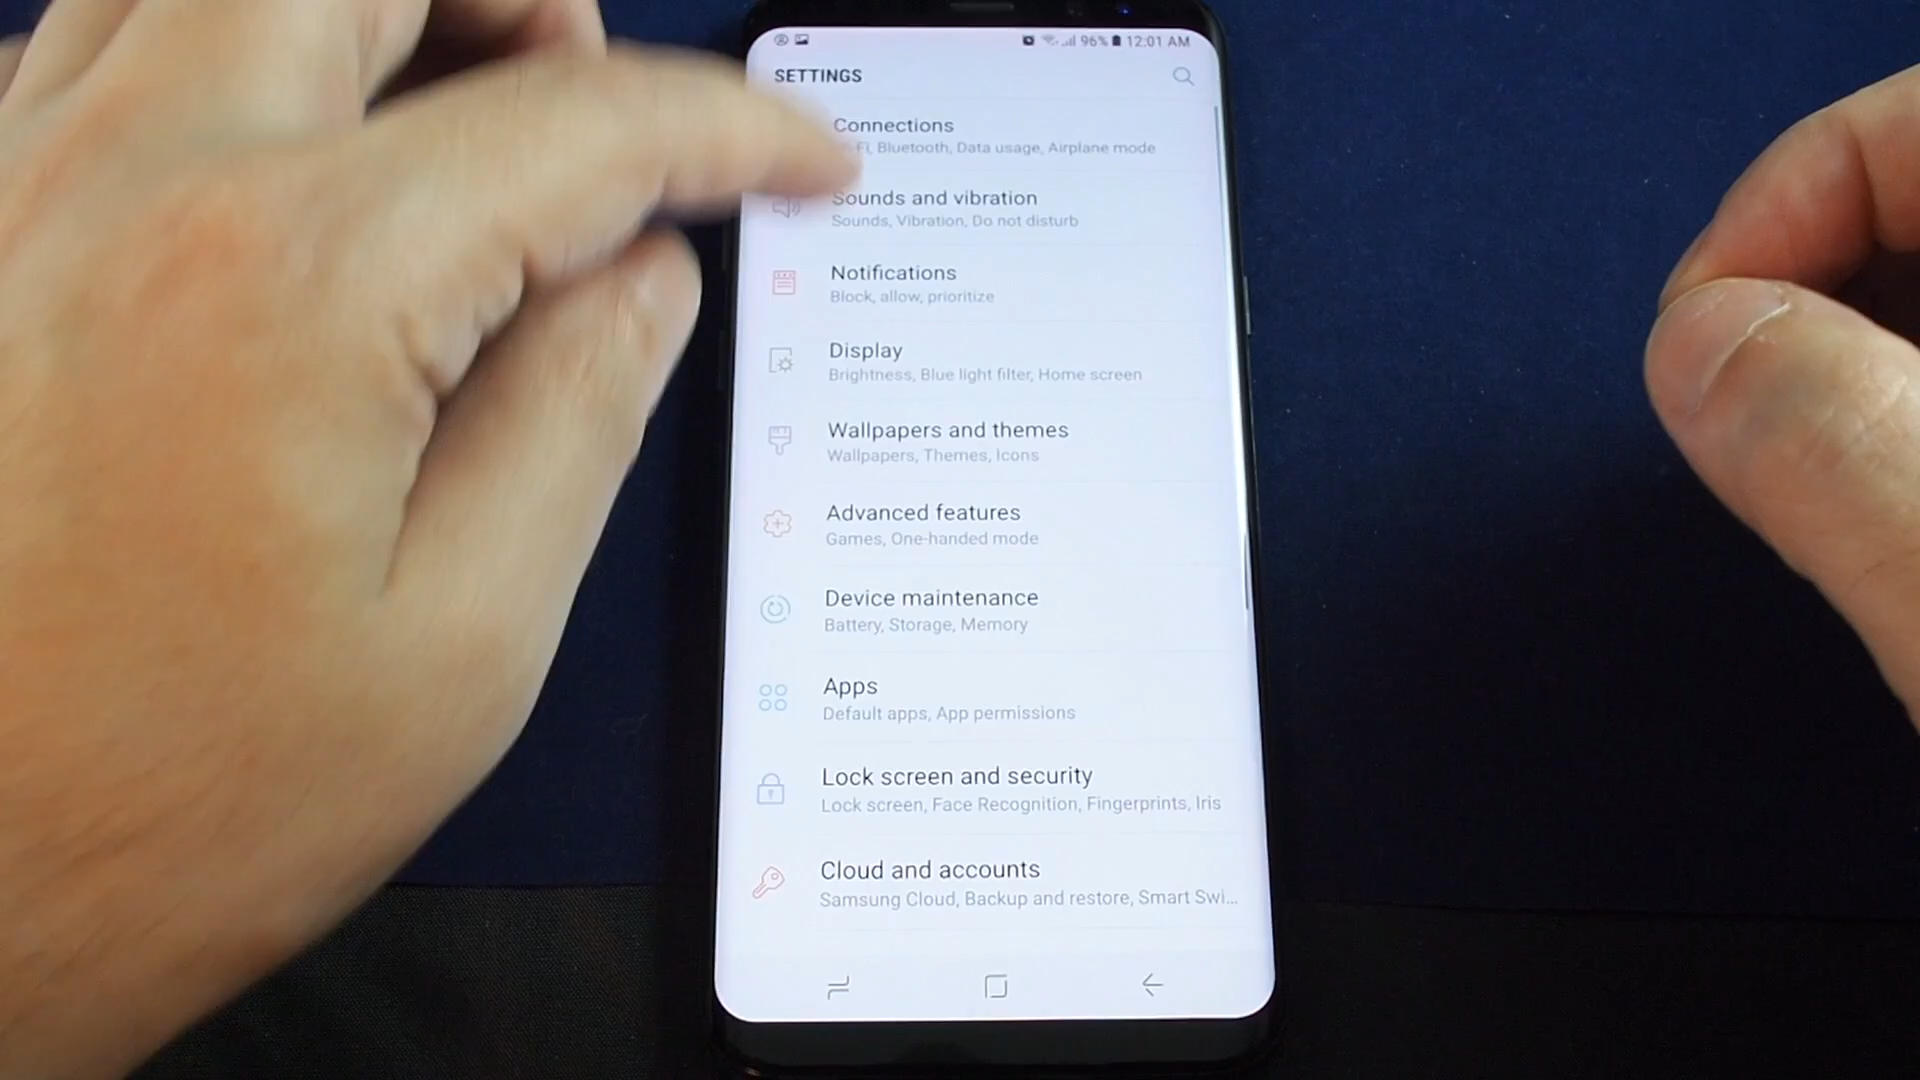 96% 12:01 AM
SETTINGS
Connections
Fi, Bluetooth, Data usage, Airplane mode
Sounds and vibration
Sounds, Vibration, Do not disturb
Notifications
Block, allow, prioritize
Display
Brightness, Blue light filter, Home screen
Wallpapers and themes
Wallpapers, Themes, Icons
Advanced features
Games, One-handed mode
Device maintenance
Battery, Storage, Memory
Apps
Default apps, App permissions
Lock screen and security
Lock screen, Face Recognition, Fingerprints, Iris
Cloud and accounts
Samsung Cloud, Backup and restore, Smart Swi...